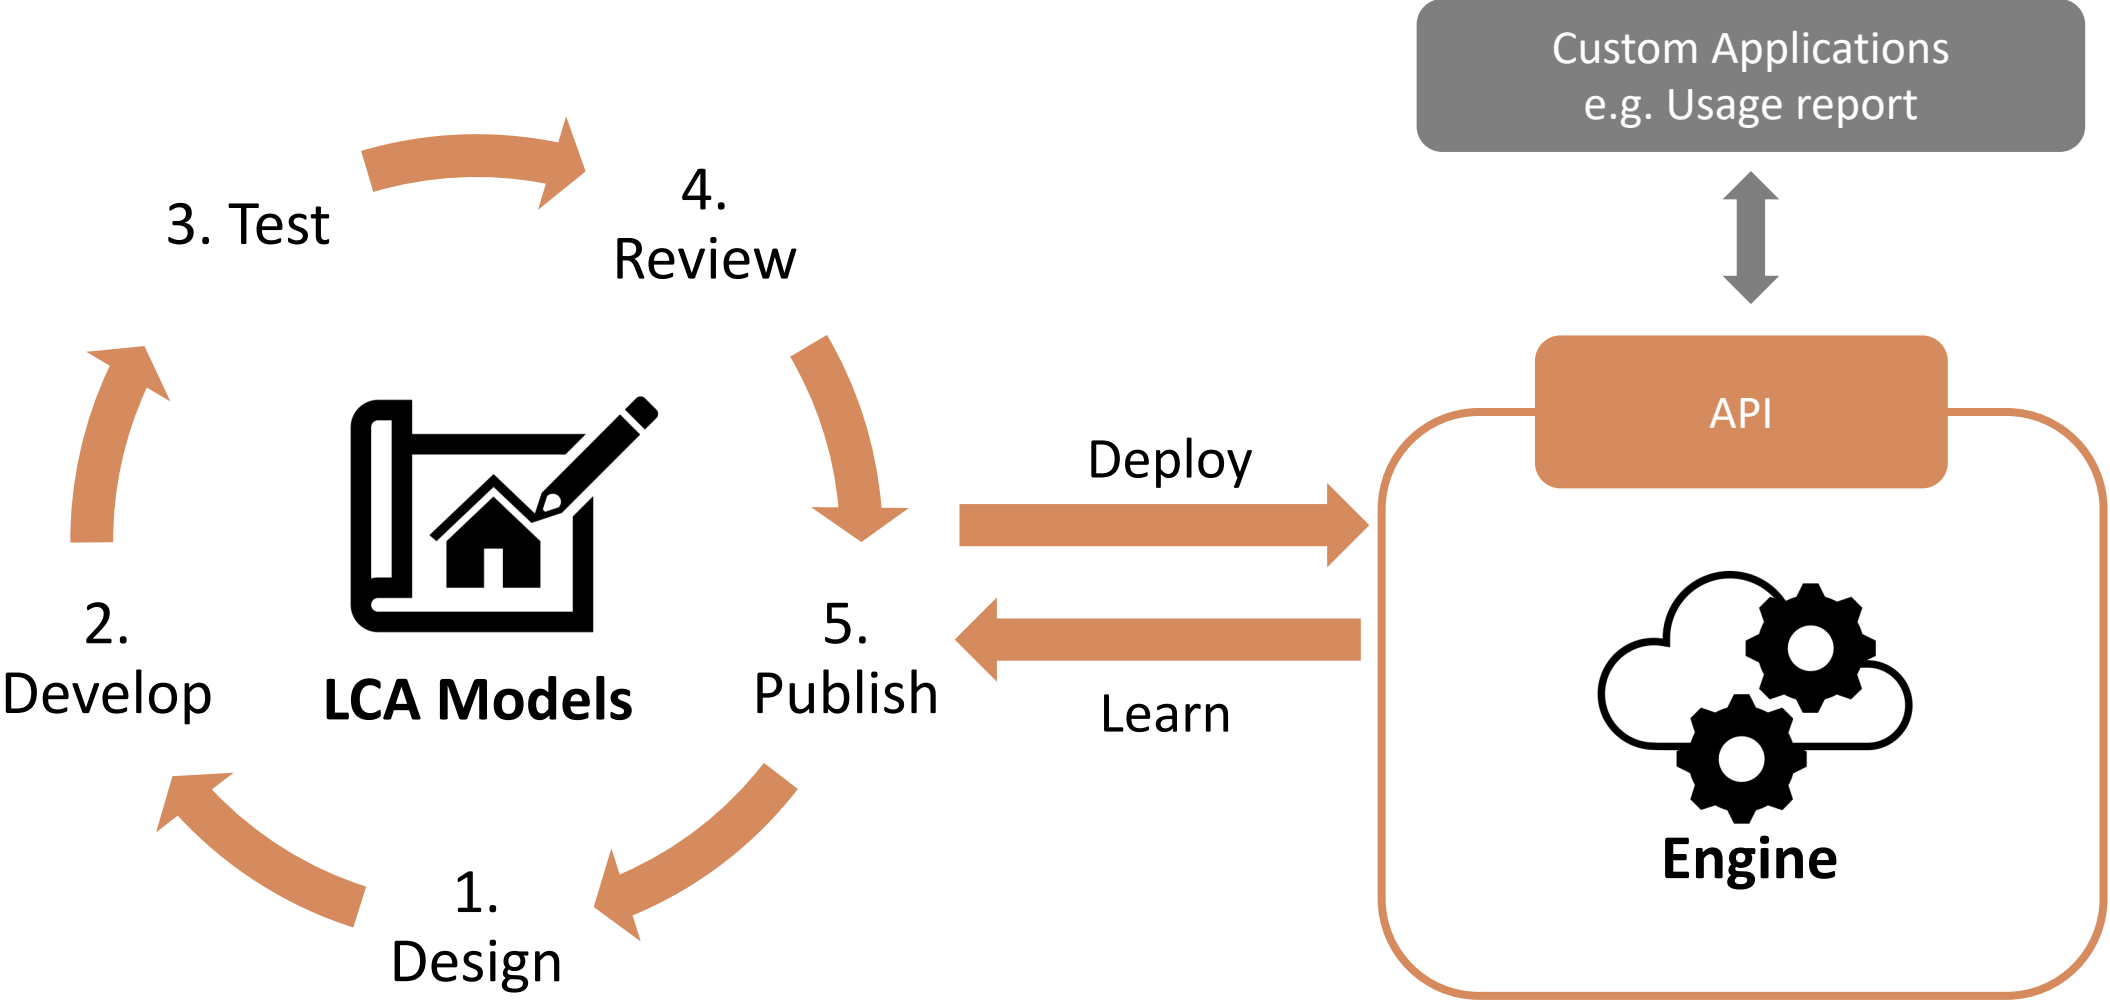 Custom Applications
e.g. Usage report
3. Test
4.
Review
API
Deploy
2.
Develop
LCA Models
5.
Publish
Learn
Engine
1.
Design